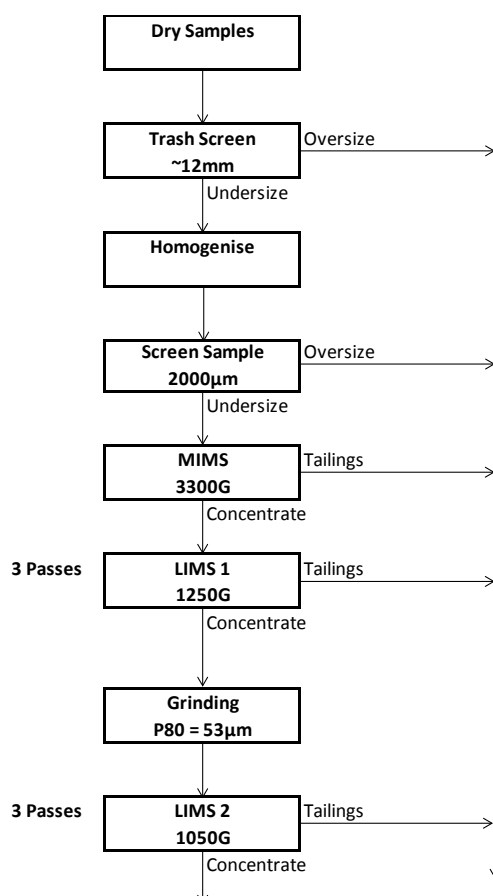 Dry Samples
Trash Screen
~12mm
Oversize
Undersize
Homogenise
Screen Sample
2000µm
Oversize
Undersize
MIMS
3300G
Tailings
Concentrate
3 Passes
LIMS 1
1250G
Tailings
Concentrate
Grinding
P80 = 53µm
3 Passes
LIMS 2
1050G
Tailings
Concentrate